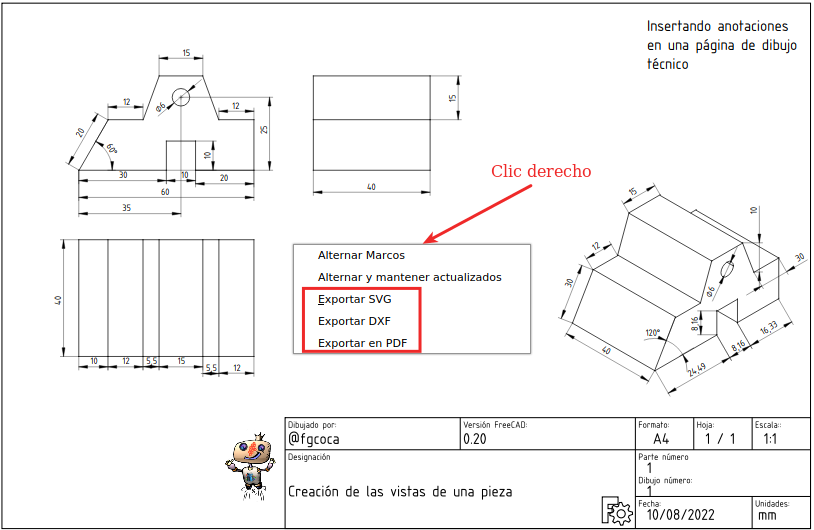 Insertando anotaciones
en una página de dibujo
técnico
15
12
Ø6
12
20
60°
15
25
10
30
10
20
60
35
40
Clic derecho
15
10
12
30
30
Ø6
8,16
120°
16,33
8,16
40
24,49
40
10
12
5,5
15
5,5
12
Alternar Marcos
Alternar y mantener actualizados
Exportar SVG
Exportar DXF
Exportar en PDF
Dibujado por:
@fgcoca
Versión FreeCAD:
0.20
Formato:
A4
Hoja:
1 / 1
Escala::
1:1
Designación
Creación de las vistas de una pieza
Parte número
1
Dibujo número:
1
Fecha:
10/08/2022
Unidades:
mm